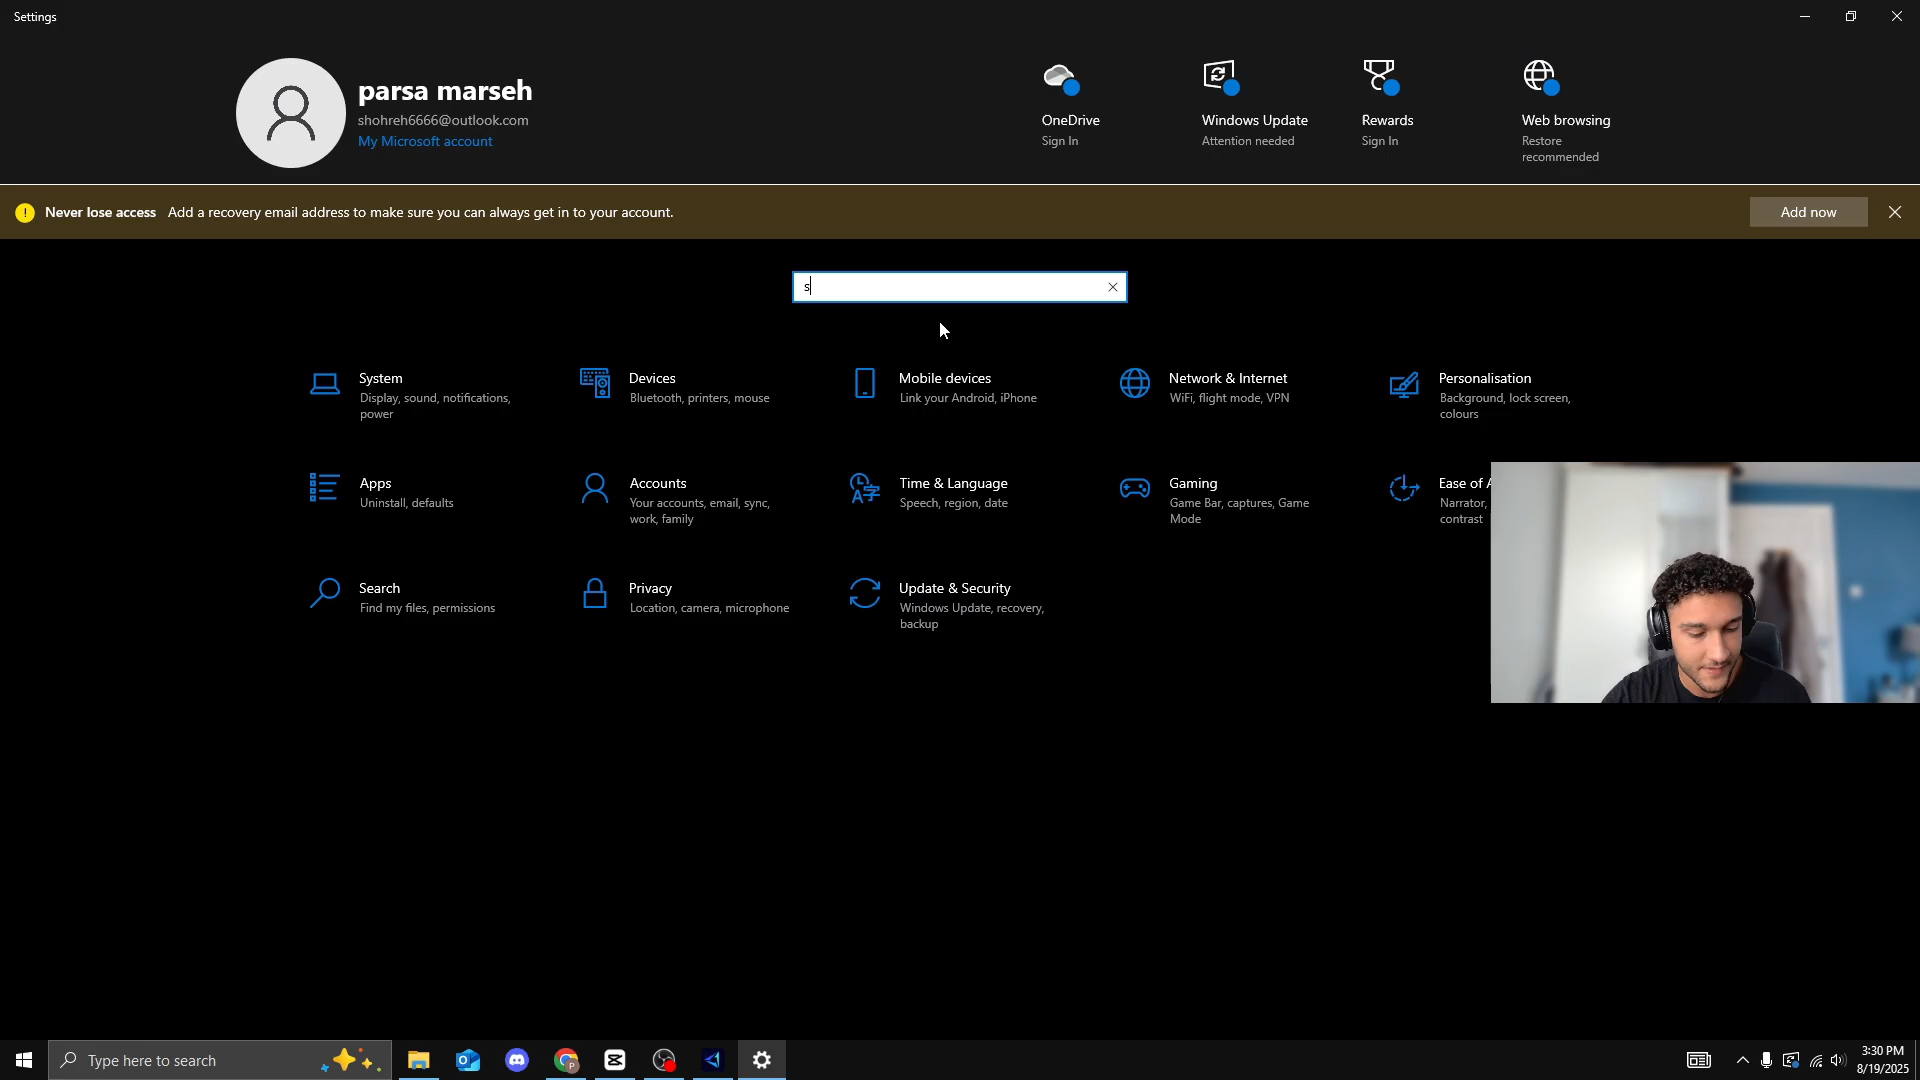 Settings
parsa marseh
shohreh6666@outlook.com
My Microsoft account
OneDrive
Sign In
Windows Update
Attention needed
Rewards
Sign In
Web browsing
Restore
recommended
Never lose access Add a recovery email address to make sure you can always get in to your account.
Add now
s
System
Display, sound, notifications,
power
Devices
Bluetooth, printers, mouse
Mobile devices
Link your Android, iPhone
Network & Internet
WiFi, flight mode, VPN
Personalisation
Background, lock screen,
colours
Apps
Uninstall, defaults
Accounts
Your accounts, email, sync,
work, family
Time & Language
Speech, region, date
Gaming
Game Bar, captures, Game
Mode
Ease of A
Narrator,
contrast
Search
Find my files, permissions
Privacy
Location, camera, microphone
Update & Security
Windows Update, recovery,
backup
Type here to search
3:30 PM
8/19/2025